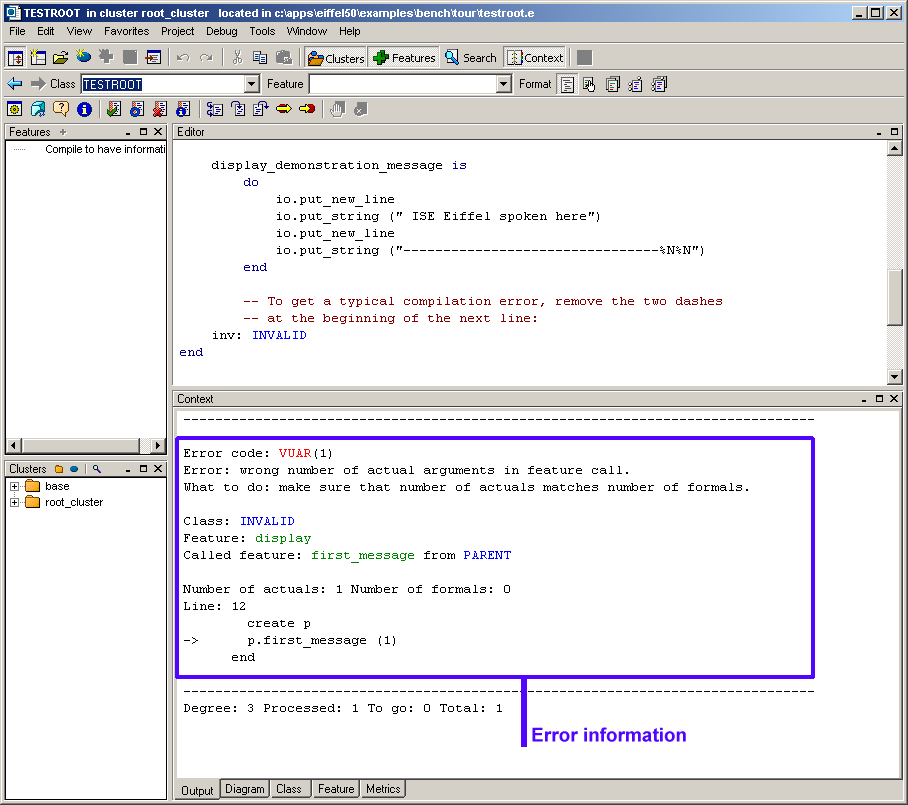 TESTROOT in cluster root_cluster located in c:\apps\eiffel50\examples\bench\tour\testroot.e
File Edit View Favorites Project Debug Tools Window Help
Clusters Features Search Context
Class TESTROOT Feature Format
Features
Compile to have informati
Editor
display_demonstration_message is
do
io.put_new_line
io.put_string (" ISE Eiffel spoken here")
io.put_new_line
io.put_string ("--------------------------------%N%N")
end
-- To get a typical compilation error, remove the two dashes
-- at the beginning of the next line:
inv: INVALID
end
Clusters
base
root_cluster
Context
-------------------------------------------------------------------------------
Error code: VUAR(1)
Error: wrong number of actual arguments in feature call.
What to do: make sure that number of actuals matches number of formals.
Class: INVALID
Feature: display
Called feature: first_message from PARENT
Number of actuals: 1 Number of formals: 0
Line: 12
create p
-> p.first_message (1)
end
-------------------------------------------------------------------------------
Degree: 3 Processed: 1 To go: 0 Total: 1
Error information
Output Diagram Class Feature Metrics